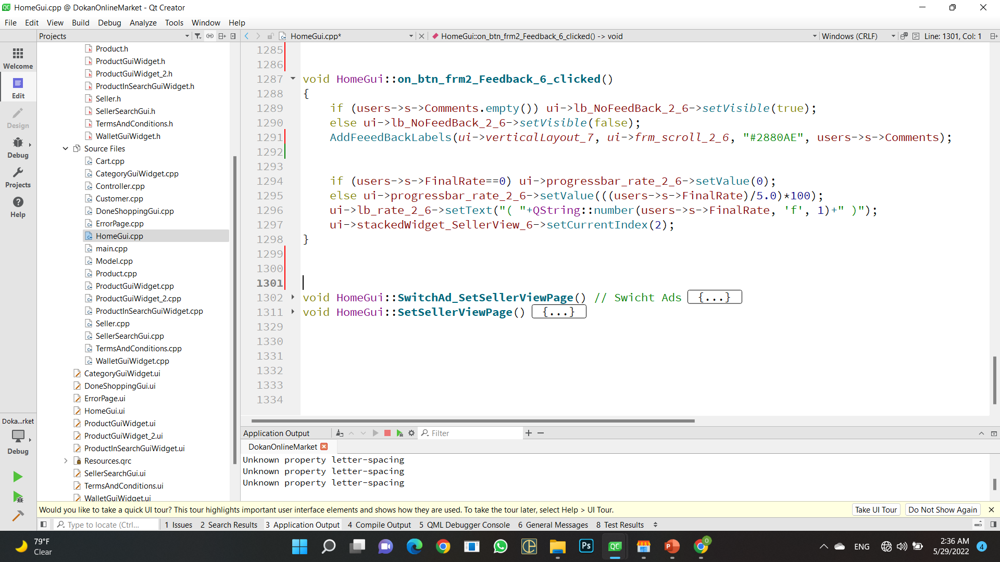 HomeGui.cpp @ DokanOnlineMarket - Qt Creator
File Edit View Build Debug Analyze Tools Window Help
Projects
HomeGui.cpp*
HomeGui::on_btn_frm2_Feedback_6_clicked() -> void
Windows (CRLF)
Line: 1301, Col: 1
Welcome
Edit
Design
Debug
Projects
Help
Doka...rket
Debug
Product.h
ProductGuiWidget.h
ProductGuiWidget_2.h
ProductInSearchGuiWidget.h
Seller.h
SellerSearchGui.h
TermsAndConditions.h
WalletGuiWidget.h
Source Files
Cart.cpp
CategoryGuiWidget.cpp
Controller.cpp
Customer.cpp
DoneShoppingGui.cpp
ErrorPage.cpp
HomeGui.cpp
main.cpp
Model.cpp
Product.cpp
ProductGuiWidget.cpp
ProductGuiWidget_2.cpp
ProductInSearchGuiWidget.cpp
Seller.cpp
SellerSearchGui.cpp
TermsAndConditions.cpp
WalletGuiWidget.cpp
CategoryGuiWidget.ui
DoneShoppingGui.ui
ErrorPage.ui
HomeGui.ui
ProductGuiWidget.ui
ProductGuiWidget_2.ui
ProductInSearchGuiWidget.ui
Resources.qrc
SellerSearchGui.ui
TermsAndConditions.ui
WalletGuiWidget.ui
1285
1286
1287 void HomeGui::on_btn_frm2_Feedback_6_clicked()
1288 {
1289 if (users->s->Comments.empty()) ui->lb_NoFeedBack_2_6->setVisible(true);
1290 else ui->lb_NoFeedBack_2_6->setVisible(false);
1291 AddFeeedBackLabels(ui->verticalLayout_7, ui->frm_scroll_2_6, "#2880AE", users->s->Comments);
1292
1293
1294 if (users->s->FinalRate==0) ui->progressbar_rate_2_6->setValue(0);
1295 else ui->progressbar_rate_2_6->setValue(((users->s->FinalRate)/5.0)*100);
1296 ui->lb_rate_2_6->setText("( "+QString::number(users->s->FinalRate, 'f', 1)+" )");
1297 ui->stackedWidget_SellerView_6->setCurrentIndex(2);
1298 }
1299
1300
1301
1302 void HomeGui::SwitchAd_SetSellerViewPage() // Swicht Ads {...}
1311 void HomeGui::SetSellerViewPage() {...}
1329
1330
1331
1332
1333
1334
Application Output
Filter
DokanOnlineMarket
Unknown property letter-spacing
Unknown property letter-spacing
Unknown property letter-spacing
Would you like to take a quick UI tour? This tour highlights important user interface elements and shows how they are used. To take the tour later, select Help > UI Tour.
Take UI Tour
Do Not Show Again
Type to locate (Ctrl...
1 Issues 2 Search Results 3 Application Output 4 Compile Output 5 QML Debugger Console 6 General Messages 8 Test Results
79°F
Clear
Ps
QC
P
0
ENG
2:36 AM
5/29/2022
4